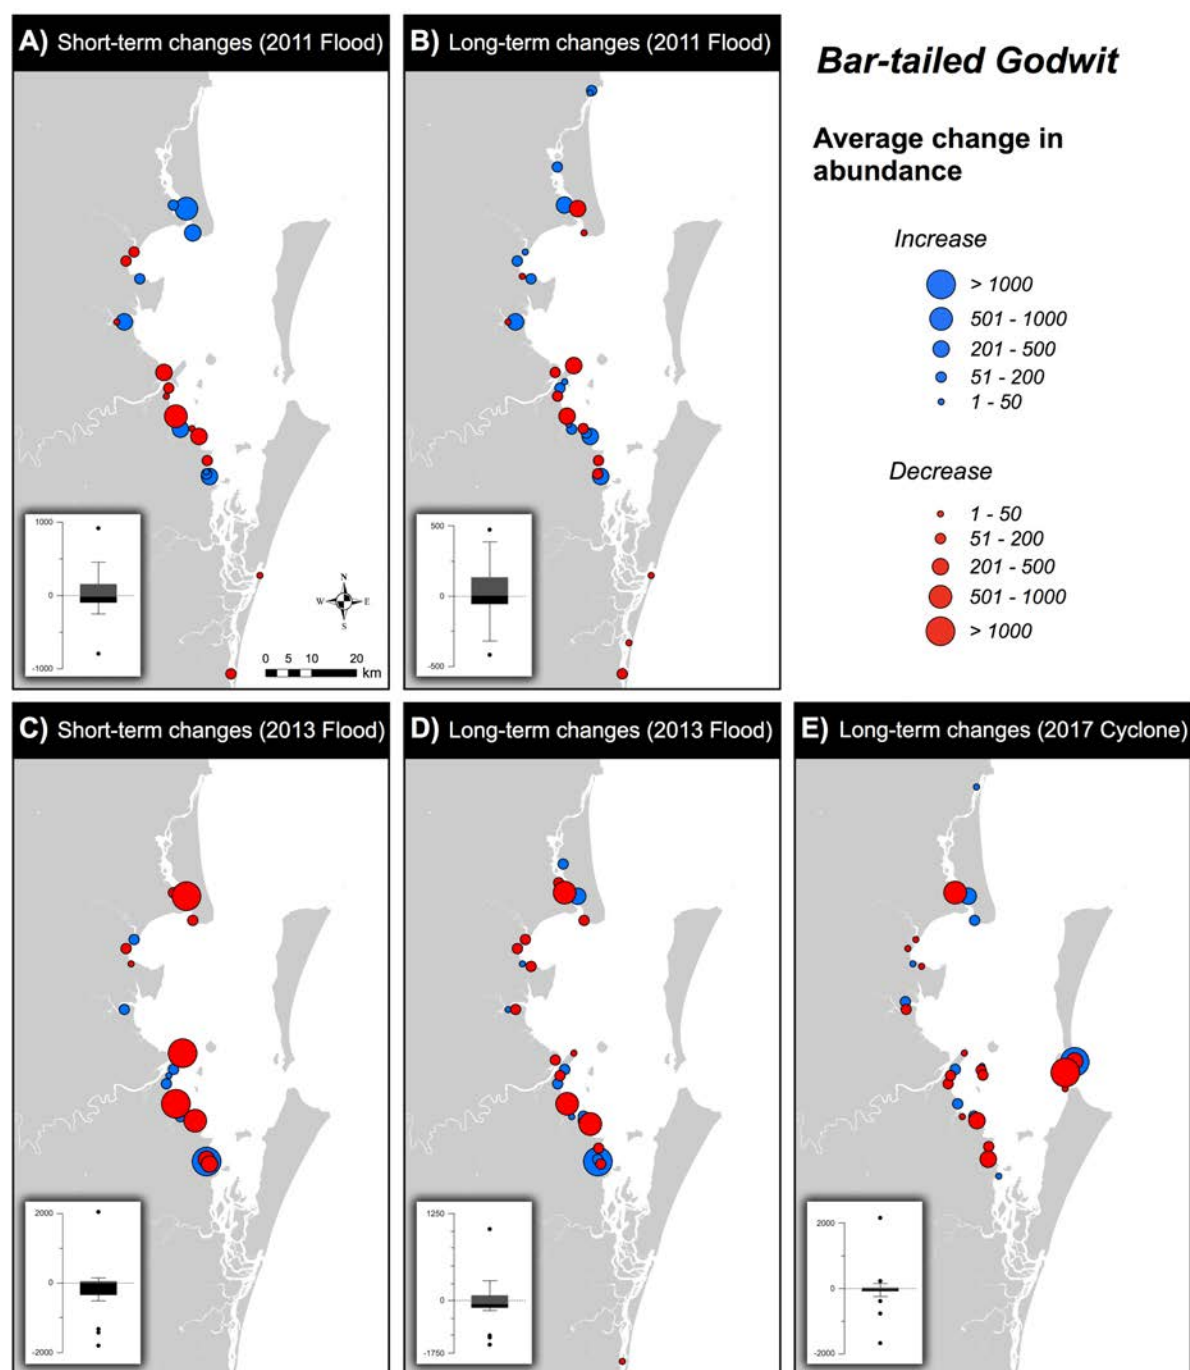 A) Short-term changes (2011 Flood)
B) Long-term changes (2011 Flood)
Bar-tailed Godwit
Average change in
abundance
Increase
> 1000
501 - 1000
201 - 500
51 - 200
1 - 50
Decrease
1 - 50
51 - 200
201 - 500
501 - 1000
> 1000
1000
0
-1000
N
W E
S
0 5 10 20
km
500
0
-500
C) Short-term changes (2013 Flood)
D) Long-term changes (2013 Flood)
E) Long-term changes (2017 Cyclone)
2000
0
-2000
1250
0
-1750
2000
0
-2000